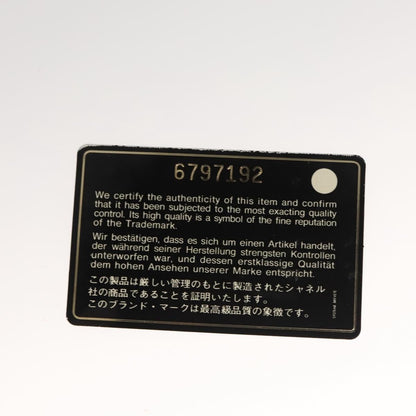 6797192
We certify the authenticity of this item and confirm
that it has been subjected to the most exacting quality
control. Its high quality is a symbol of the fine reputation
of the Trademark.
Wir bestätigen, dass es sich um einen Artikel handelt,
der während seiner Herstellung strengsten Kontrollen
unterworfen war, und dessen erstklassige Qualität
dem hohen Ansehen unserer Marke entspricht.
この製品は厳しい管理のもとに製造されたシャネル
社の商品であることを証明いたします。
このブランド・マークは最高級品質の象徴です。